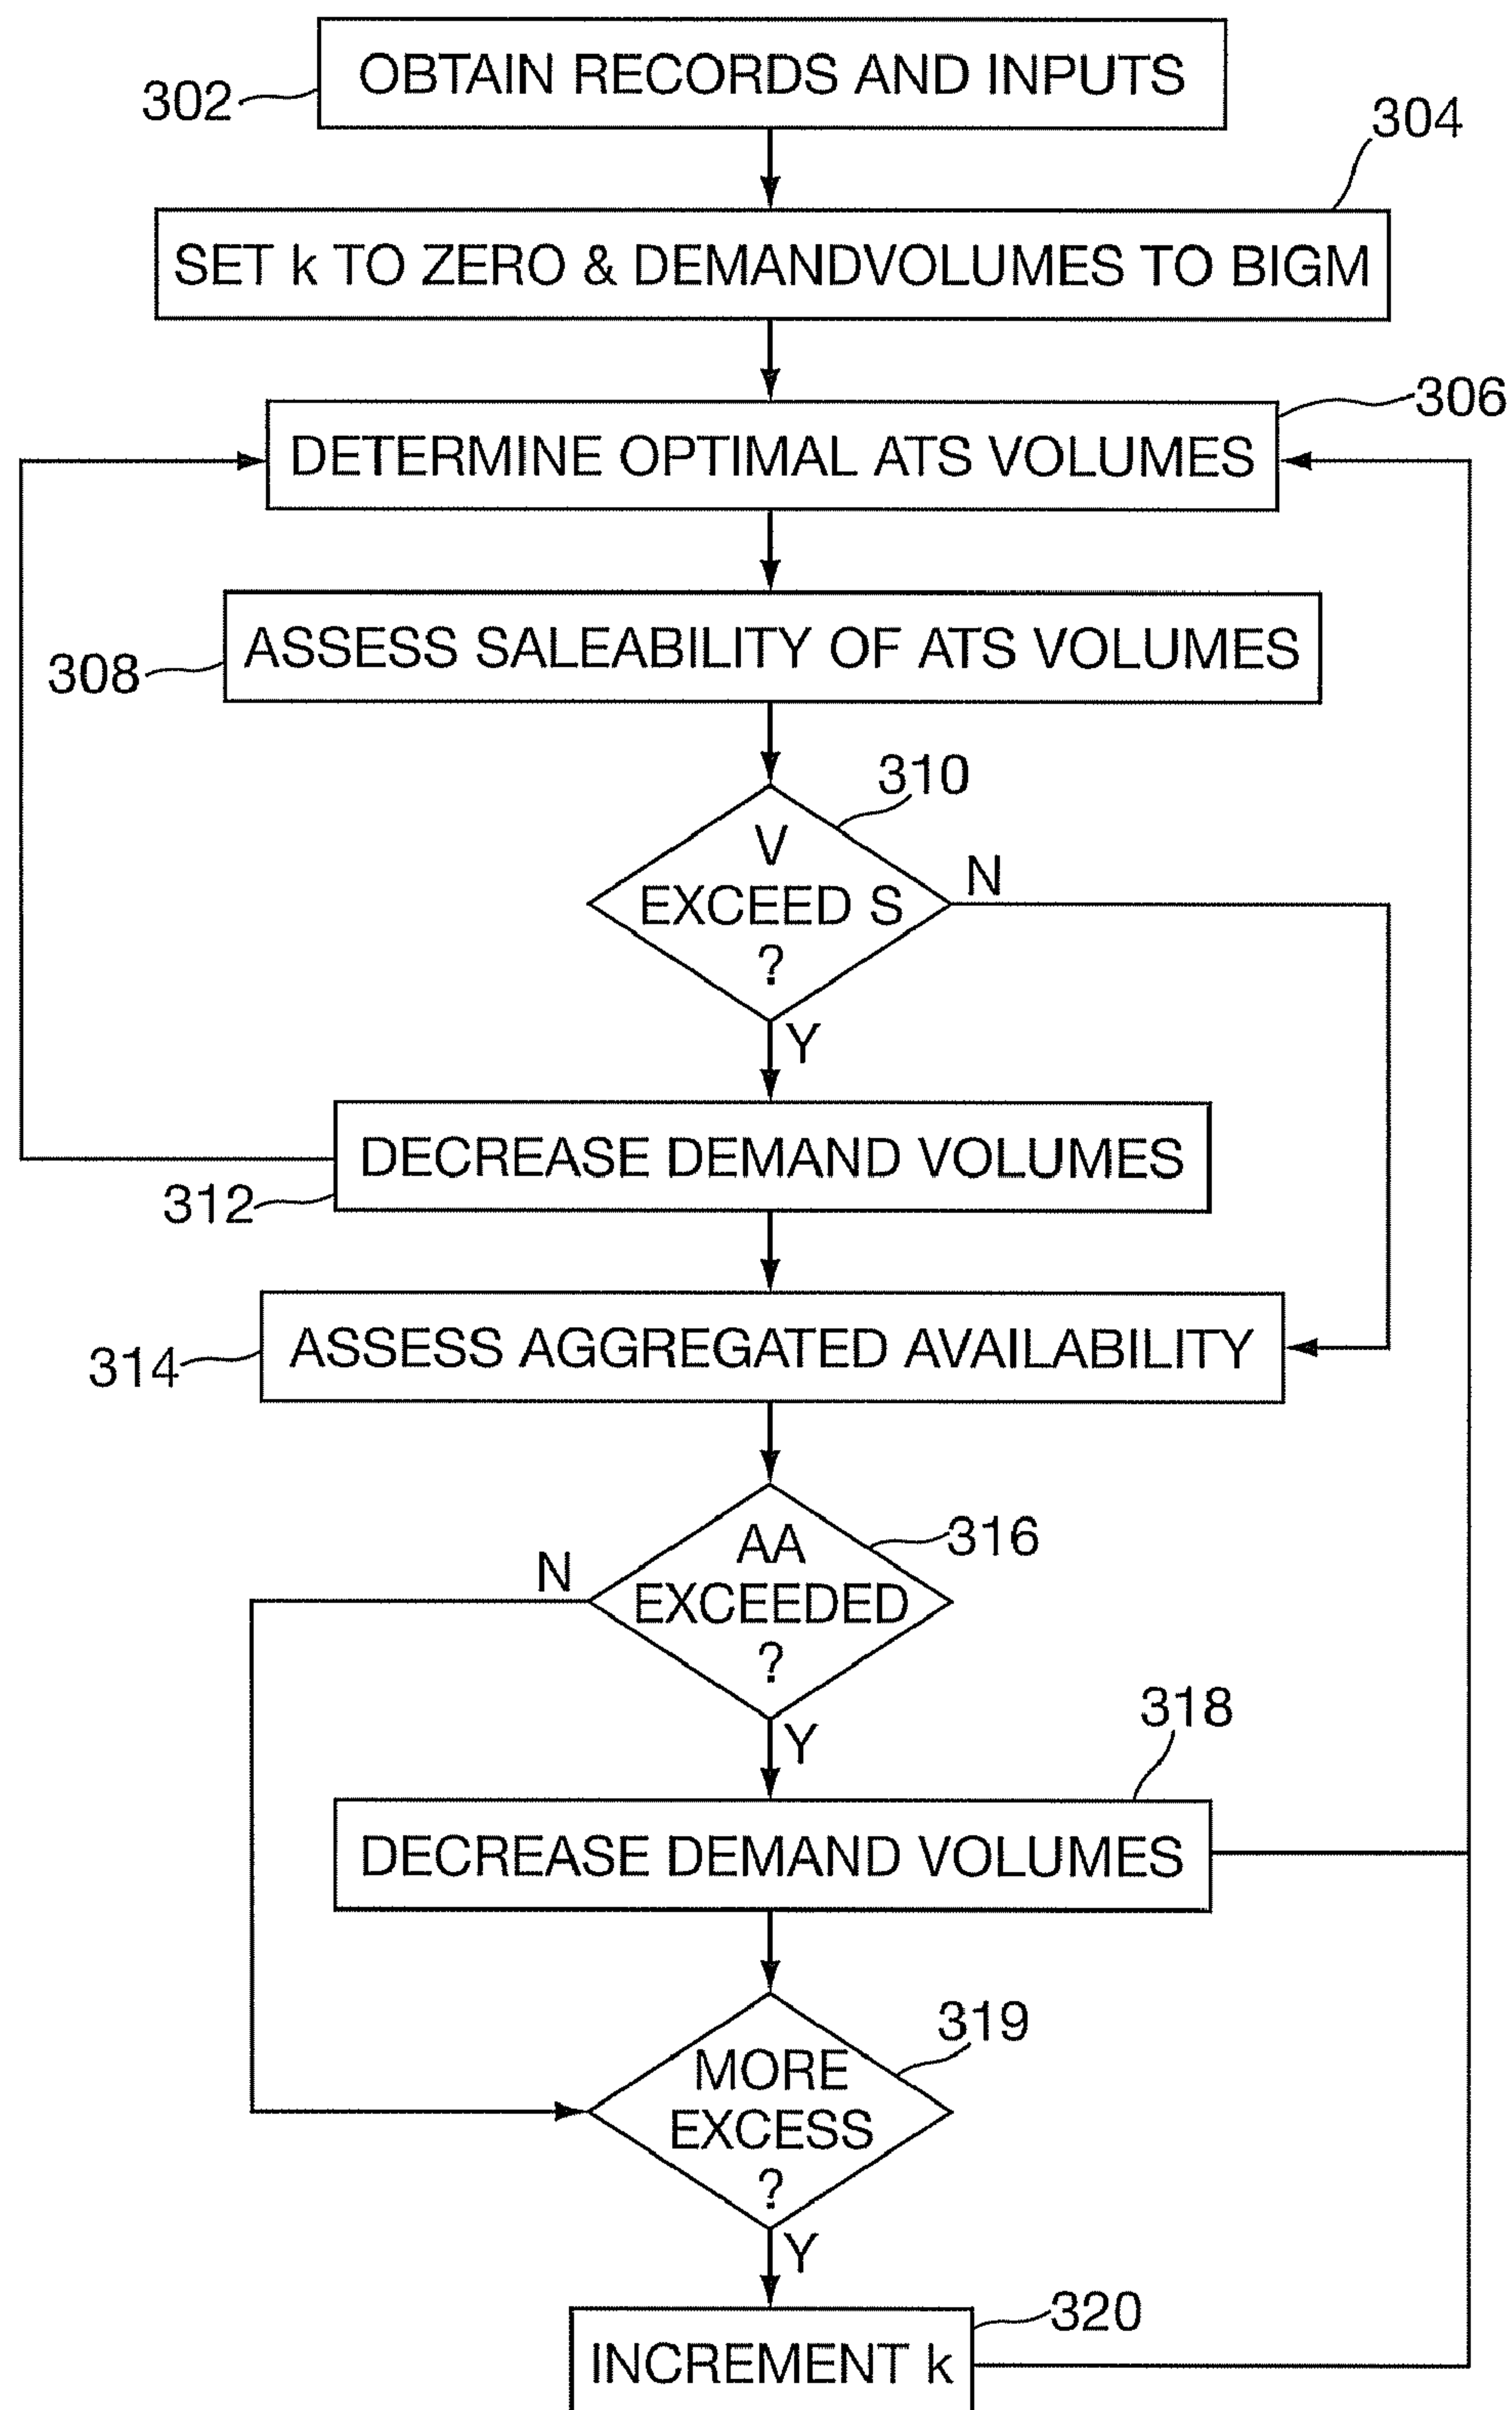 OBTAIN RECORDS AND INPUTS
302
304
SET k TO ZERO & DEMANDVOLUMES TO BIGM
306
DETERMINE OPTIMAL ATS VOLUMES
ASSESS SALEABILITY OF ATS VOLUMES
308
310
V
EXCEED S
?
N
Y
DECREASE DEMAND VOLUMES
312
ASSESS AGGREGATED AVAILABILITY
314
316
AA
EXCEEDED
?
N
Y
318
DECREASE DEMAND VOLUMES
319
MORE
EXCESS
?
Y
320
INCREMENT k